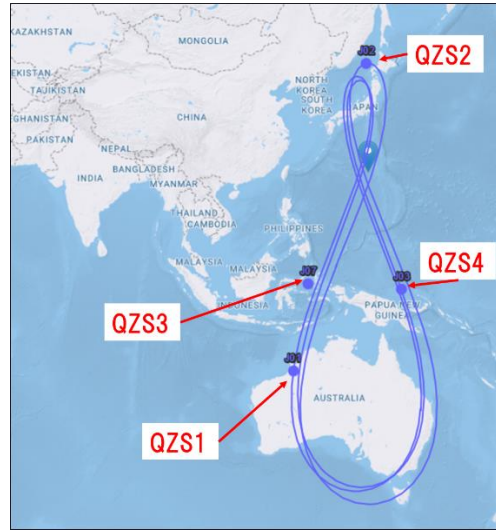 KAZAKHSTAN
MONGOLIA
J02
QZS2
EKISTAN
TAJIKISTAN
NORTH
KOREA
SOUTH
KOREA
JAPAN
GHANISTAN
PAKISTAN
CHINA
NEPAL
BANGLADESH
INDIA
MYANMAR
THAILAND
CAMBODIA
PHILIPPINES
MALAYSIA
MALAYSIA
J07
J03
QZS4
INDONESIA
PAPUA NEW
GUINEA
QZS3
J01
AUSTRALIA
QZS1